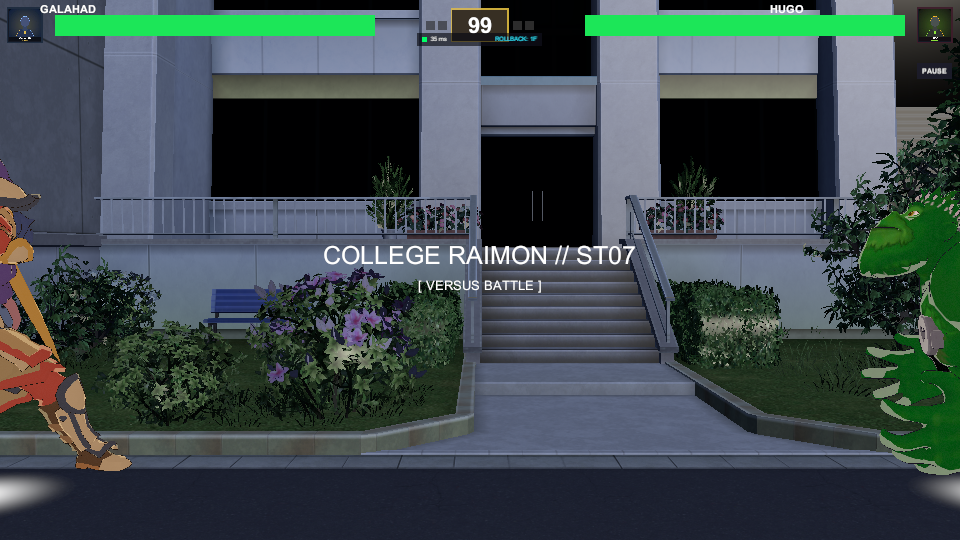 GALAHAD
HUGO
99
35 ms
ROLLBACK: 1F
PAUSE
COLLEGE RAIMON // ST07
[ VERSUS BATTLE ]